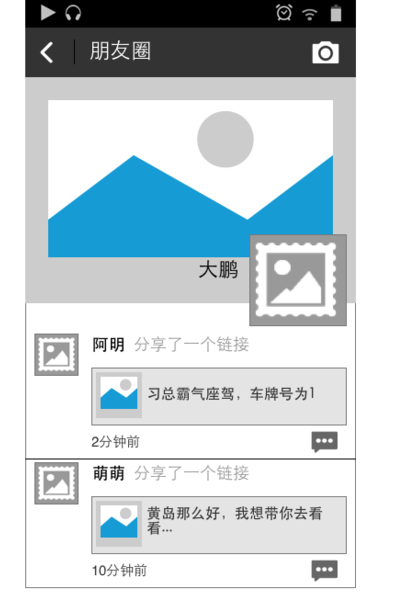 朋友圈
大鹏
阿明 分享了一个链接
习总霸气座驾，车牌号为1
2分钟前
萌萌 分享了一个链接
黄岛那么好，我想带你去看
看...
10分钟前